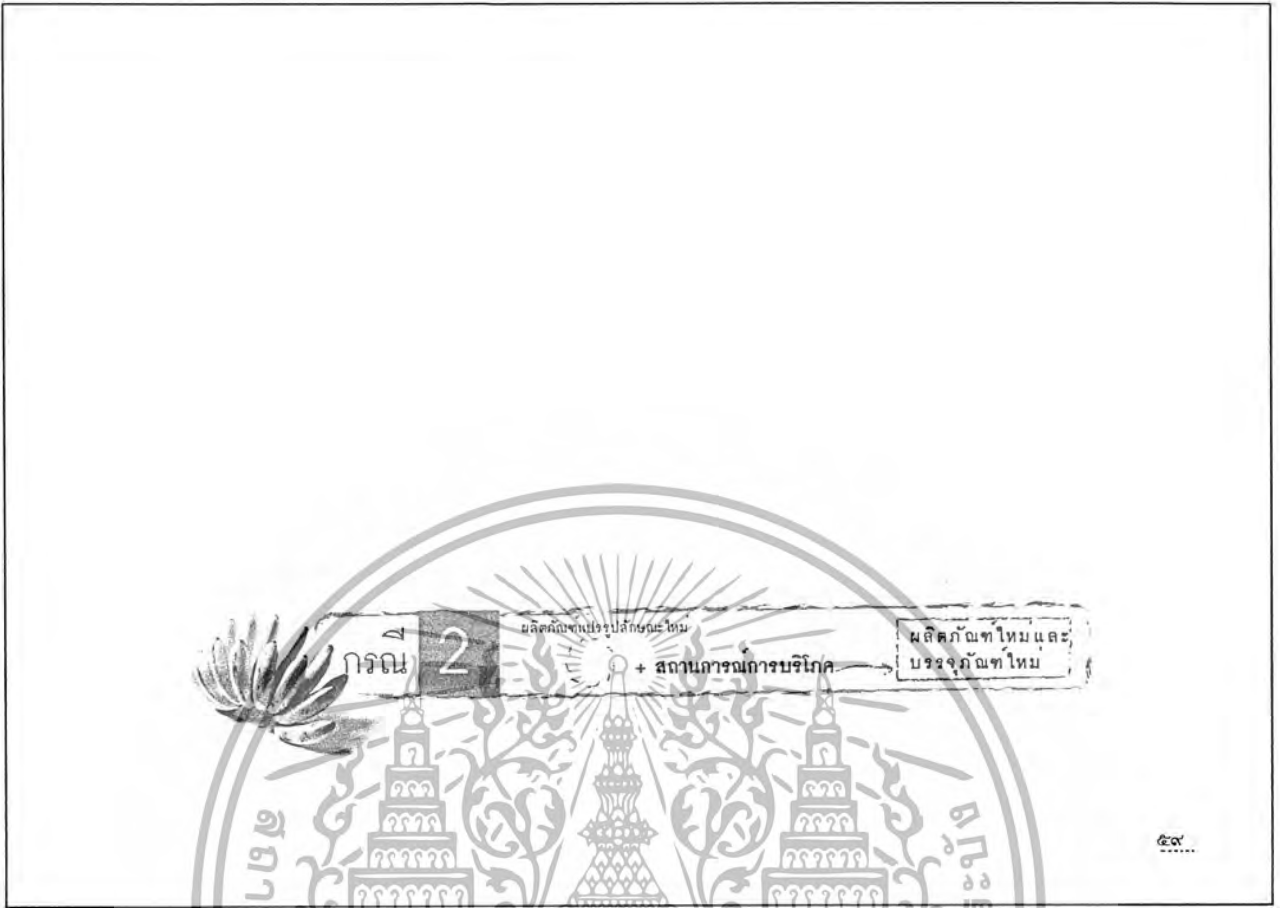 กรณี 2
ผลิตภัณฑ์แปรรูปลักษณะใหม่
+ สถานการณ์การบริโภค
ผลิตภัณฑ์ใหม่และ
บรรจุภัณฑ์ใหม่
๕๙